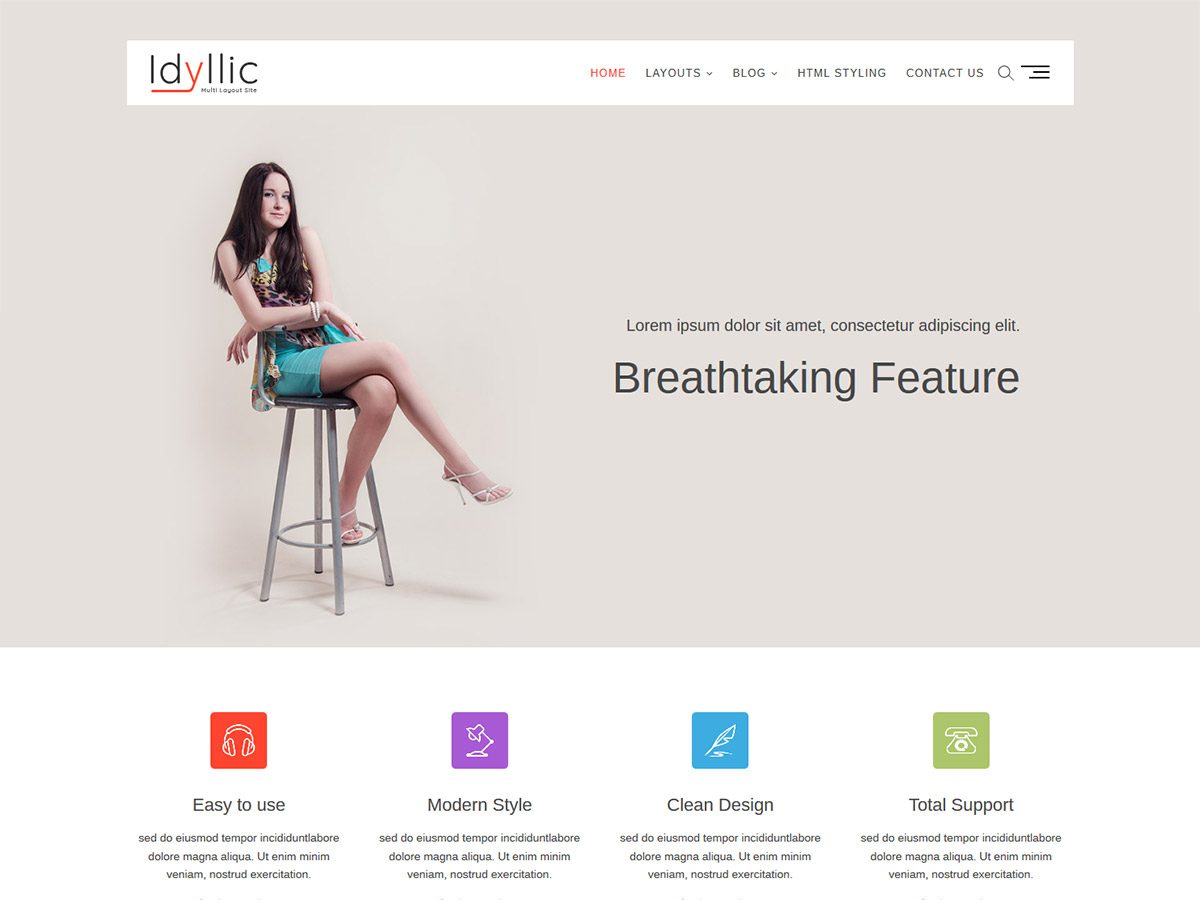 Idyllic
Multi Layout Site
HOME LAYOUTS BLOG HTML STYLING CONTACT US
Lorem ipsum dolor sit amet, consectetur adipiscing elit.
Breathtaking Feature
Easy to use
sed do eiusmod tempor incididuntlabore
dolore magna aliqua. Ut enim minim
veniam, nostrud exercitation.
Modern Style
sed do eiusmod tempor incididuntlabore
dolore magna aliqua. Ut enim minim
veniam, nostrud exercitation.
Clean Design
sed do eiusmod tempor incididuntlabore
dolore magna aliqua. Ut enim minim
veniam, nostrud exercitation.
Total Support
sed do eiusmod tempor incididuntlabore
dolore magna aliqua. Ut enim minim
veniam, nostrud exercitation.